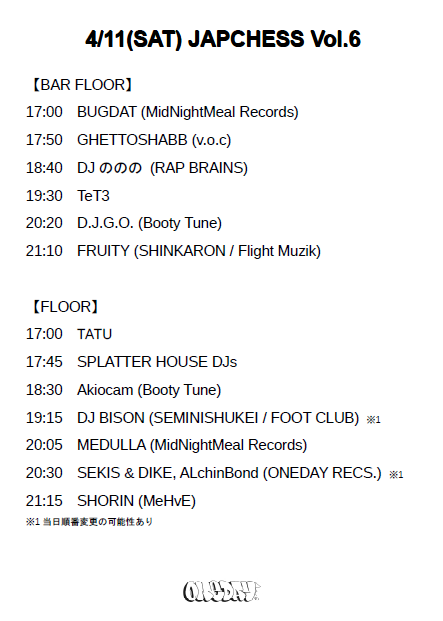 4/11(SAT) JAPCHESS Vol.6
【BAR FLOOR】
17:00 BUGDAT (MidNightMeal Records)
17:50 GHETTOSHABB (v.o.c)
18:40 DJ ののの (RAP BRAINS)
19:30 TeT3
20:20 D.J.G.O. (Booty Tune)
21:10 FRUITY (SHINKARON / Flight Muzik)
【FLOOR】
17:00 TATU
17:45 SPLATTER HOUSE DJs
18:30 Akiocam (Booty Tune)
19:15 DJ BISON (SEMINISHUKEI / FOOT CLUB) ※1
20:05 MEDULLA (MidNightMeal Records)
20:30 SEKIS & DIKE, ALchinBond (ONEDAY RECS.) ※1
21:15 SHORIN (MeHvE)
※1 当日順番変更の可能性あり
ONEDAY